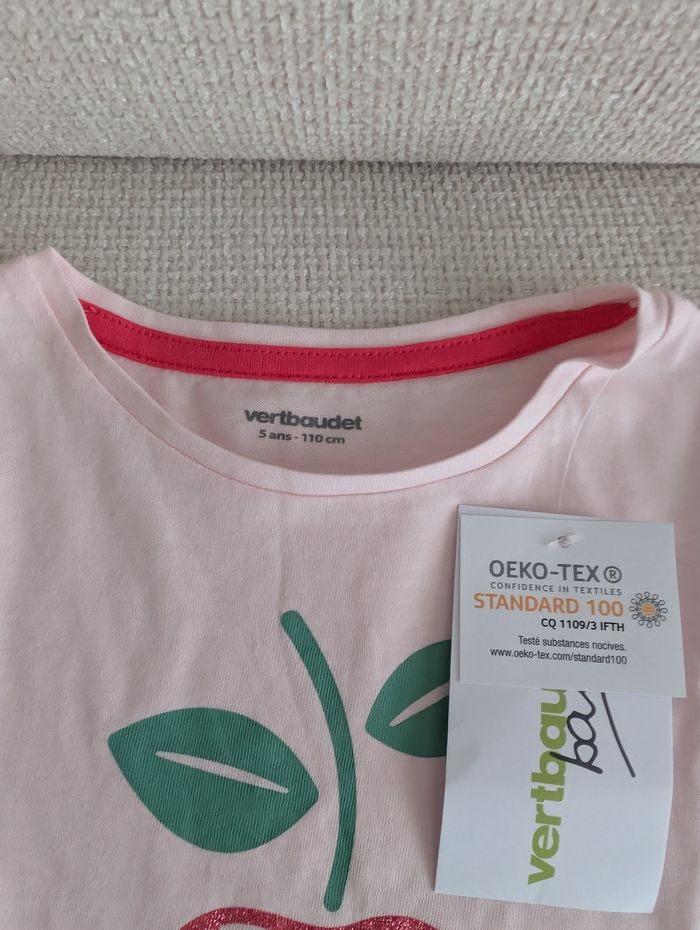 vertbaudet
5 ans - 110 cm
OEKO-TEX®
CONFIDENCE IN TEXTILES
STANDARD 100
CQ 1109/3 IFTH
Testé substances nocives.
www.oeko-tex.com/standard100
vertbau